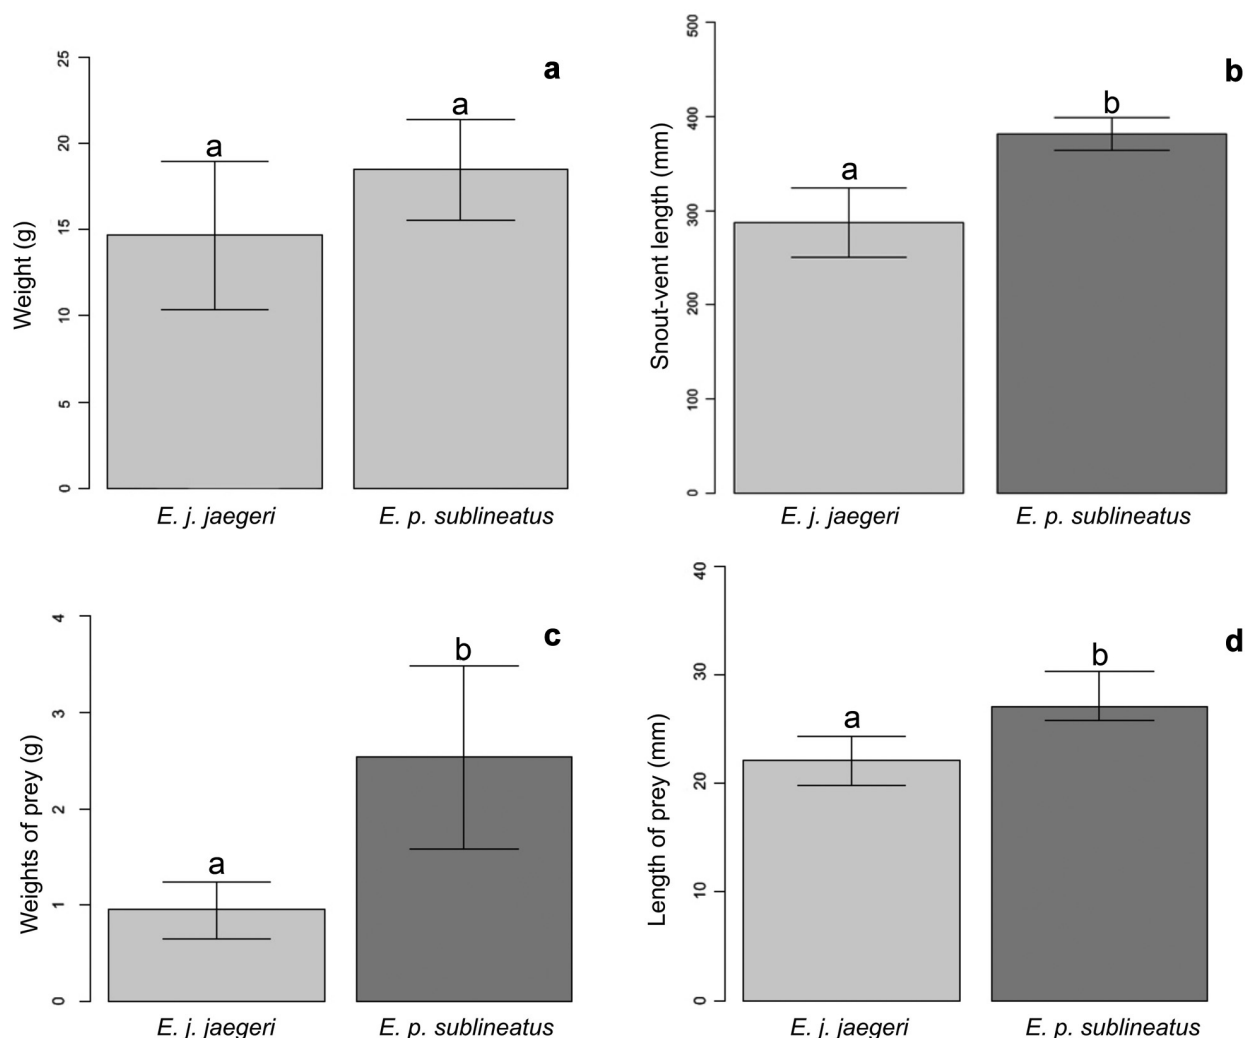 a
Weight (g)
25
20
15
10
5
0
a
a
E. j. jaegeri
E. p. sublineatus
b
Snout-vent length (mm)
500
400
300
200
100
0
a
b
E. j. jaegeri
E. p. sublineatus
c
Weights of prey (g)
4
3
2
1
0
a
b
E. j. jaegeri
E. p. sublineatus
d
Length of prey (mm)
40
30
20
10
0
a
b
E. j. jaegeri
E. p. sublineatus